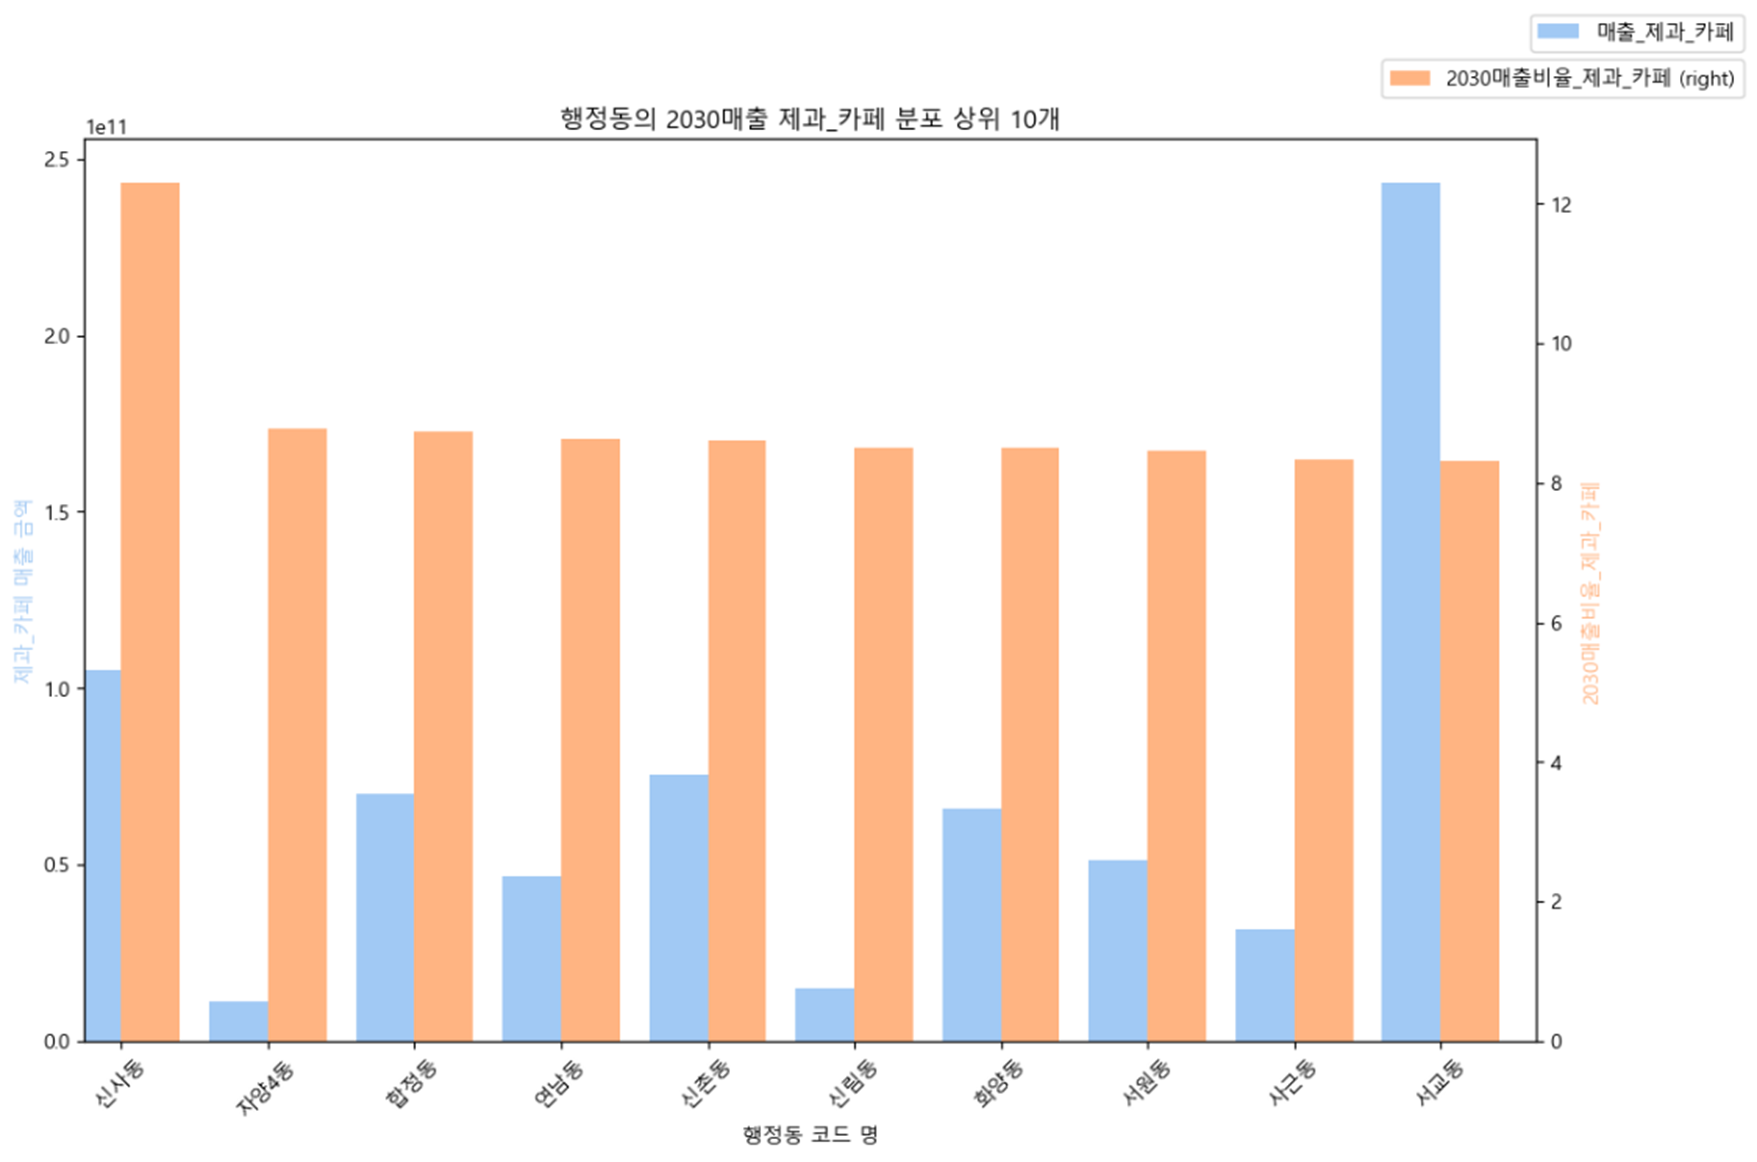 매출_제과_카페
2030매출비율_제과_카페 (right)
행정동의 2030매출 제과_카페 분포 상위 10개
1e11
2.5
2.0
1.5
1.0
0.5
0.0
제과_카페 매출 금액
12
10
8
6
4
2
0
2030매출비율_제과_카페
신사동
자양4동
합정동
연남동
신촌동
신림동
화양동
서원동
사근동
서교동
행정동 코드 명